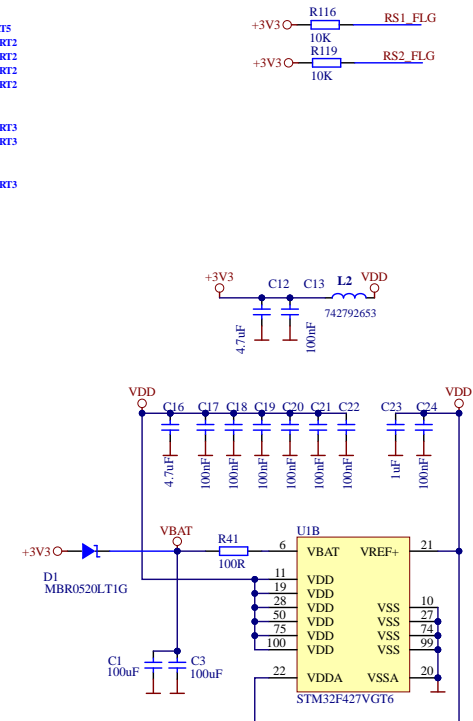 R116
+3V3
RS1_FLG
10K
R119
+3V3
RS2_FLG
10K
RT5
RT2
RT2
RT2
RT2
RT3
RT3
RT3
+3V3
C12
C13
L2
VDD
742792653
4.7uF
100nF
VDD
VDD
C16
C17
C18
C19
C20
C21
C22
C23
C24
4.7uF
100nF
100nF
100nF
100nF
100nF
100nF
1uF
100nF
VBAT
R41
U1B
+3V3
6
VBAT
VREF+
21
100R
D1
MBR0520LT1G
11
VDD
19
VDD
28
VDD
VSS
10
50
VDD
VSS
27
75
VDD
VSS
74
100
VDD
VSS
99
C1
100uF
C3
100uF
22
VDDA
VSSA
20
STM32F427VGT6